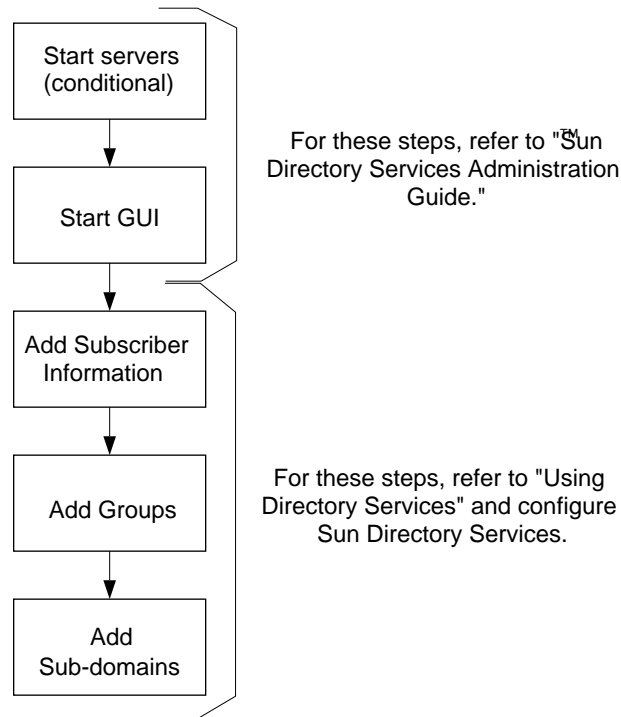 Start servers
(conditional)
For these steps, refer to "™Sun
Directory Services Administration
Guide."
Start GUI
Add Subscriber
Information
Add Groups
For these steps, refer to "Using
Directory Services" and configure
Sun Directory Services.
Add
Sub-domains